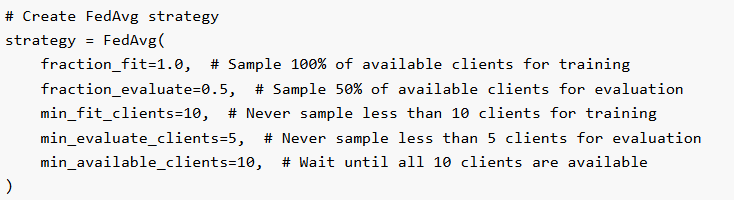 # Create FedAvg strategy
strategy = FedAvg(
    fraction_fit=1.0,  # Sample 100% of available clients for training
    fraction_evaluate=0.5,  # Sample 50% of available clients for evaluation
    min_fit_clients=10,  # Never sample less than 10 clients for training
    min_evaluate_clients=5,  # Never sample less than 5 clients for evaluation
    min_available_clients=10,  # Wait until all 10 clients are available
)